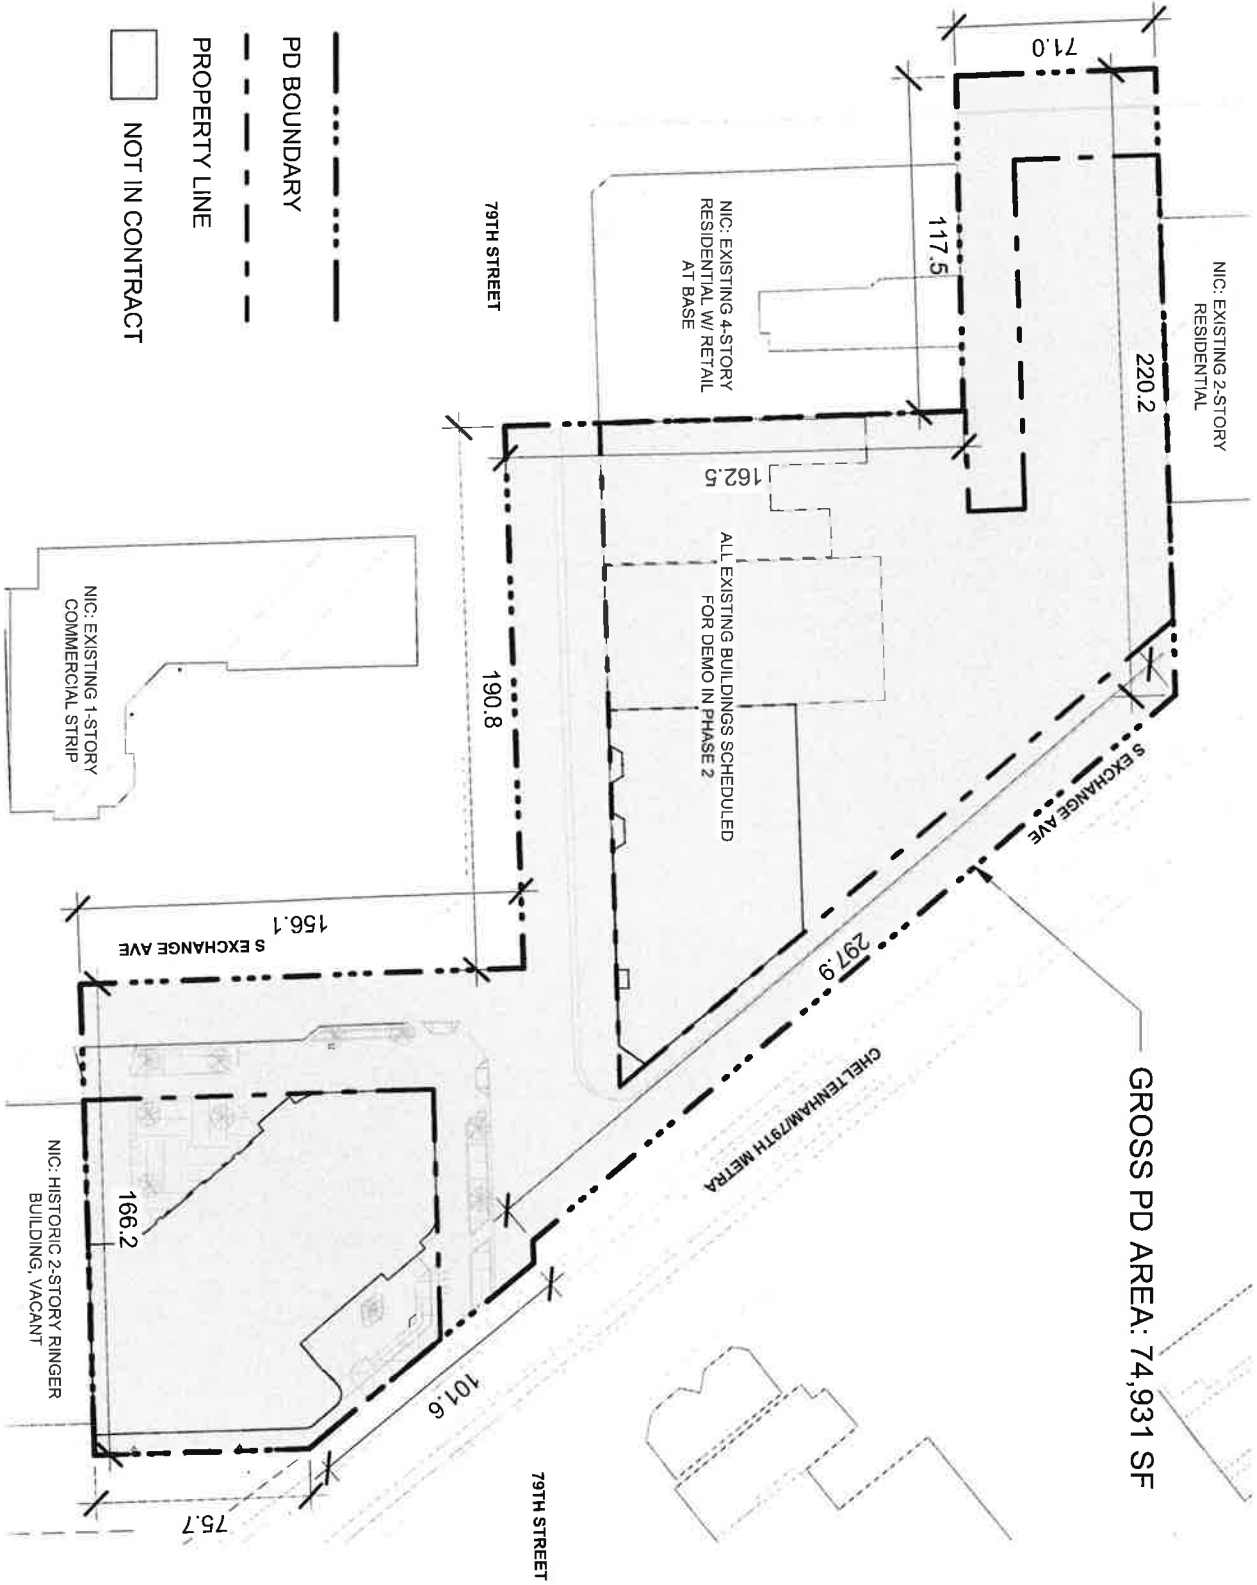 GROSS PD AREA: 74,931 SF
NIC: EXISTING 2-STORY
RESIDENTIAL
220.2
71.0
117.5
NIC: EXISTING 4-STORY
RESIDENTIAL W/ RETAIL
AT BASE
162.5
ALL EXISTING BUILDINGS SCHEDULED
FOR DEMO IN PHASE 2
S EXCHANGE AVE
297.9
CHELTENHAM/79TH METRA
79TH STREET
190.8
79TH STREET
101.6
156.1
S EXCHANGE AVE
NIC: EXISTING 1-STORY
COMMERCIAL STRIP
166.2
75.7
NIC: HISTORIC 2-STORY RINGER
BUILDING, VACANT
PD BOUNDARY
PROPERTY LINE
NOT IN CONTRACT